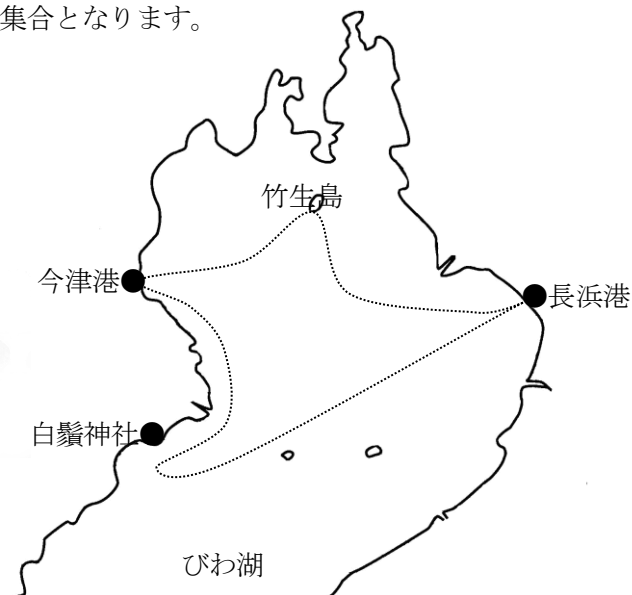 集合となります。
竹生島
今津港
長浜港
白鬚神社
びわ湖